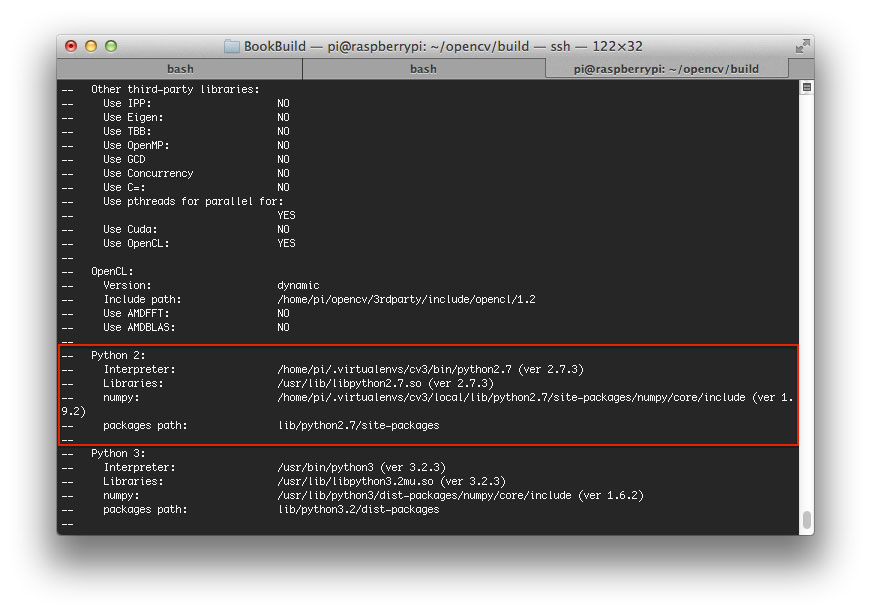 BookBuild — pi@raspberrypi: ~/opencv/build — ssh — 122×32
bash bash pi@raspberrypi: ~/opencv/build
-- Other third-party libraries:
-- Use IPP: NO
-- Use Eigen: NO
-- Use TBB: NO
-- Use OpenMP: NO
-- Use GCD NO
-- Use Concurrency NO
-- Use C=: NO
-- Use pthreads for parallel for:
-- YES
-- Use Cuda: NO
-- Use OpenCL: YES
--
-- OpenCL:
-- Version: dynamic
-- Include path: /home/pi/opencv/3rdparty/include/opencl/1.2
-- Use AMDFFT: NO
-- Use AMDBLAS: NO
--
-- Python 2:
-- Interpreter: /home/pi/.virtualenvs/cv3/bin/python2.7 (ver 2.7.3)
-- Libraries: /usr/lib/libpython2.7.so (ver 2.7.3)
-- numpy: /home/pi/.virtualenvs/cv3/local/lib/python2.7/site-packages/numpy/core/include (ver 1.
9.2)
-- packages path: lib/python2.7/site-packages
--
-- Python 3:
-- Interpreter: /usr/bin/python3 (ver 3.2.3)
-- Libraries: /usr/lib/libpython3.2mu.so (ver 3.2.3)
-- numpy: /usr/lib/python3/dist-packages/numpy/core/include (ver 1.6.2)
-- packages path: lib/python3.2/dist-packages
--